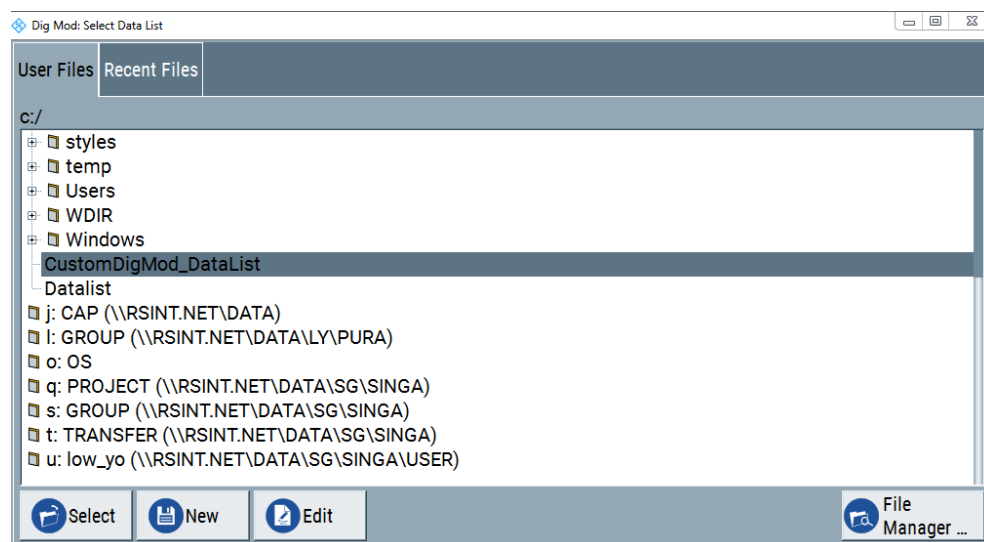 Dig Mod: Select Data List
User Files Recent Files
c:/
styles
temp
Users
WDIR
Windows
CustomDigMod_DataList
Datalist
j: CAP (\\RSINT.NET\DATA)
l: GROUP (\\RSINT.NET\DATA\LY\PURA)
o: OS
q: PROJECT (\\RSINT.NET\DATA\SG\SINGA)
s: GROUP (\\RSINT.NET\DATA\SG\SINGA)
t: TRANSFER (\\RSINT.NET\DATA\SG\SINGA)
u: low_yo (\\RSINT.NET\DATA\SG\SINGA\USER)
Select New Edit File
Manager ...